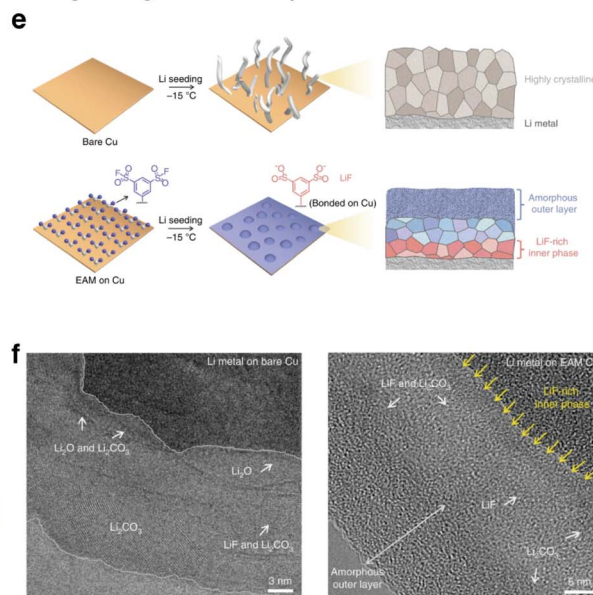 e
Li seeding
–15 °C
Bare Cu
Highly crystalline
Li metal
F
O
S
O
O
S
F
O
Li seeding
–15 °C
EAM on Cu
O⁻
O
S
O
O⁻
S
O
O
LiF
(Bonded on Cu)
Amorphous
outer layer
LiF-rich
inner phase
f
Li metal on bare Cu
Li₂O and Li₂CO₃
Li₂O
Li₂CO₃
LiF and Li₂CO₃
3 nm
Li metal on EAM C
LiF and Li₂CO₃
LiF-rich
inner phase
LiF
Amorphous
outer layer
Li₂CO₃
5 nm